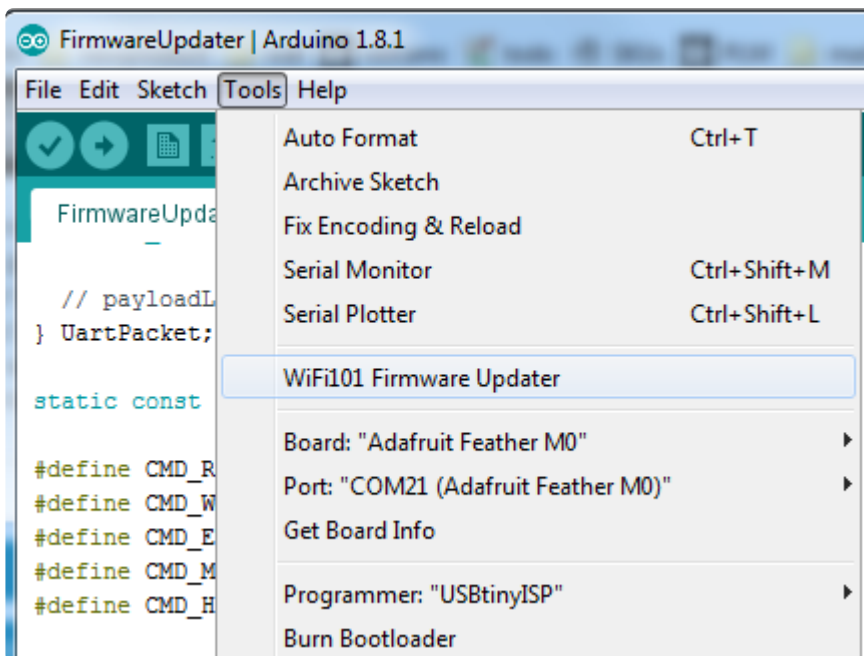 FirmwareUpdater | Arduino 1.8.1
File Edit Sketch Tools Help
Auto Format Ctrl+T
Archive Sketch
FirmwareUpda
Fix Encoding & Reload
Serial Monitor Ctrl+Shift+M
// payloadL
Serial Plotter Ctrl+Shift+L
} UartPacket;
WiFi101 Firmware Updater
static const
Board: "Adafruit Feather M0"
#define CMD_R
Port: "COM21 (Adafruit Feather M0)"
#define CMD_W
Get Board Info
#define CMD_E
#define CMD_M
Programmer: "USBtinyISP"
#define CMD_H
Burn Bootloader